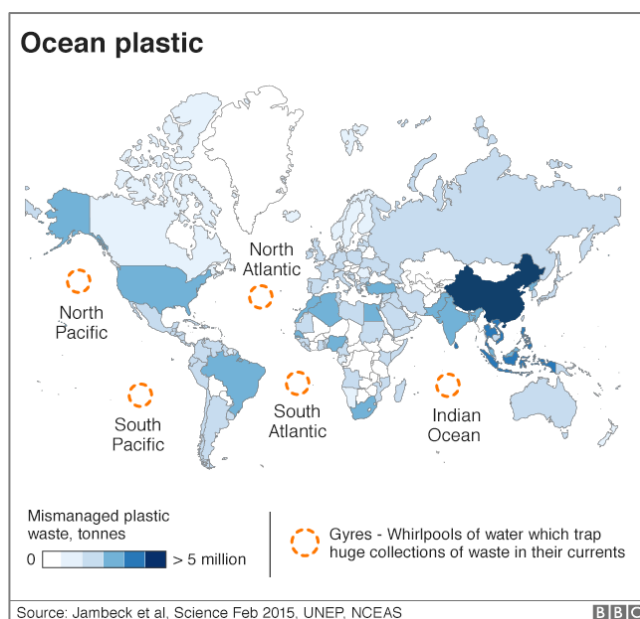 Ocean plastic
North
Atlantic
North
Pacific
South
Pacific
South
Atlantic
Indian
Ocean
Mismanaged plastic
waste, tonnes
0 > 5 million
Gyres - Whirlpools of water which trap
huge collections of waste in their currents
Source: Jambeck et al, Science Feb 2015, UNEP, NCEAS
BBC